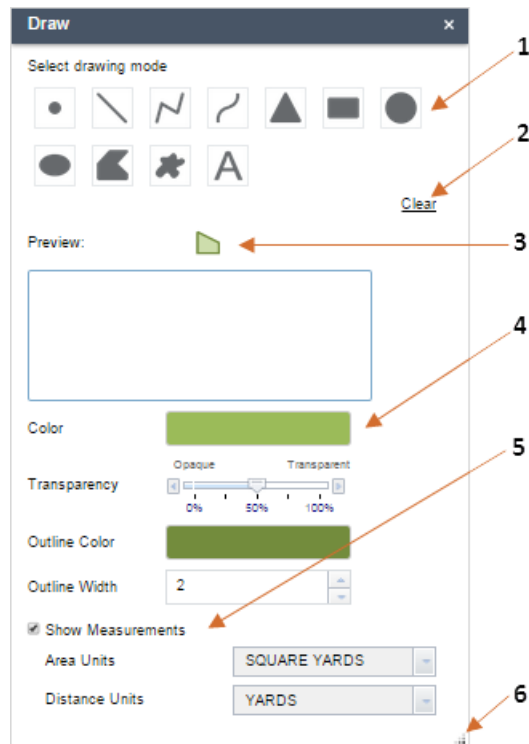 Draw ×
1
Select drawing mode
2
A
Clear
Preview:
3
4
Color
5
Opaque Transparent
Transparency
0% 50% 100%
Outline Color
Outline Width 2
Show Measurements
Area Units SQUARE YARDS
Distance Units YARDS
6